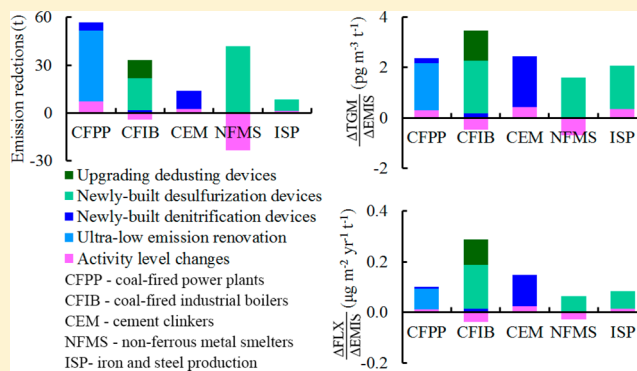 Emission redctions (t)
60
30
0
-30
CFPP CFIB CEM NFMS ISP
Upgrading dedusting devices
Newly-built desulfurization devices
Newly-built denitrification devices
Ultra-low emission renovation
Activity level changes
CFPP - coal-fired power plants
CFIB - coal-fired industrial boilers
CEM - cement clinkers
NFMS - non-ferrous metal smelters
ISP- iron and steel production
ΔTGM
ΔEMIS
(pg m-3 t-1)
4
2
0
-2
CFPP CFIB CEM NFMS ISP
ΔFLX
ΔEMIS
(μg m-2 yr-1 t-1)
0.4
0.2
0.0
-0.2
CFPP CFIB CEM NFMS ISP